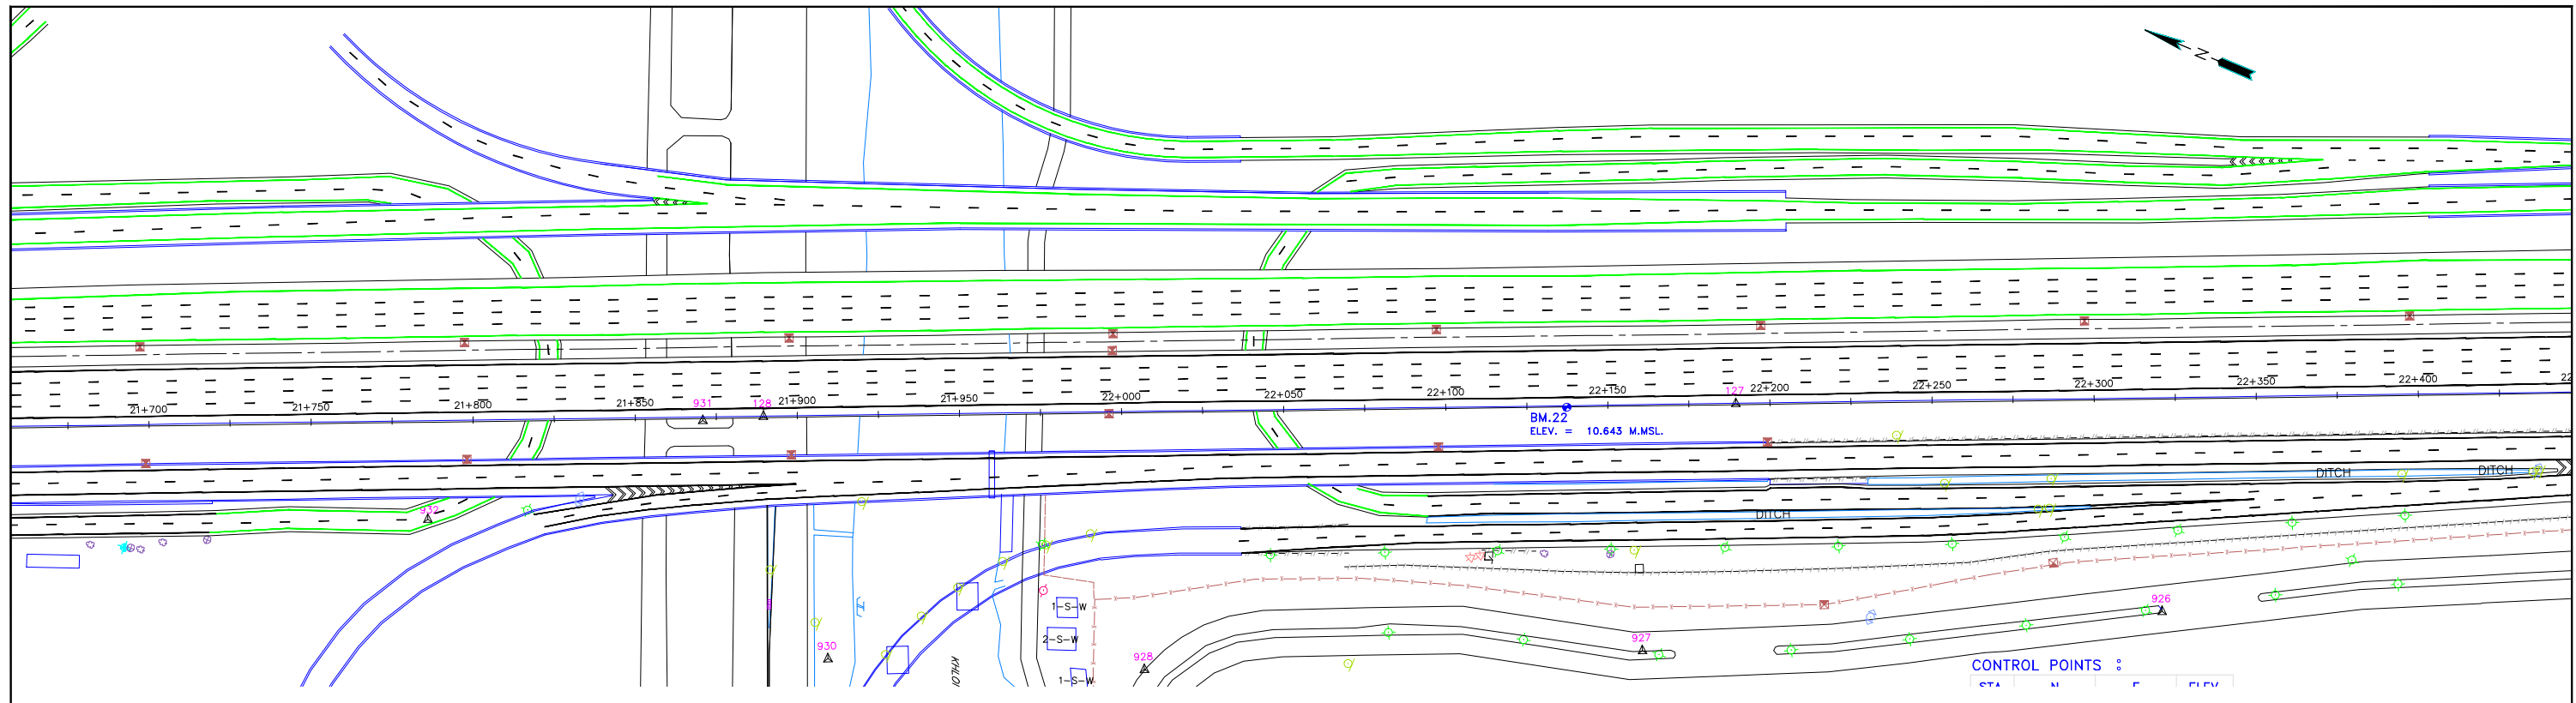 N
21+700
21+750
21+800
21+850
931
128
21+900
21+950
22+000
22+050
22+100
22+150
127
22+200
22+250
22+300
22+350
22+400
BM.22
ELEV. = 10.643 M.MSL.
DITCH
DITCH
DITCH
932
1-S-W
2-S-W
1-S-W
930
928
927
926
CONTROL POINTS :
STA N E ELEV